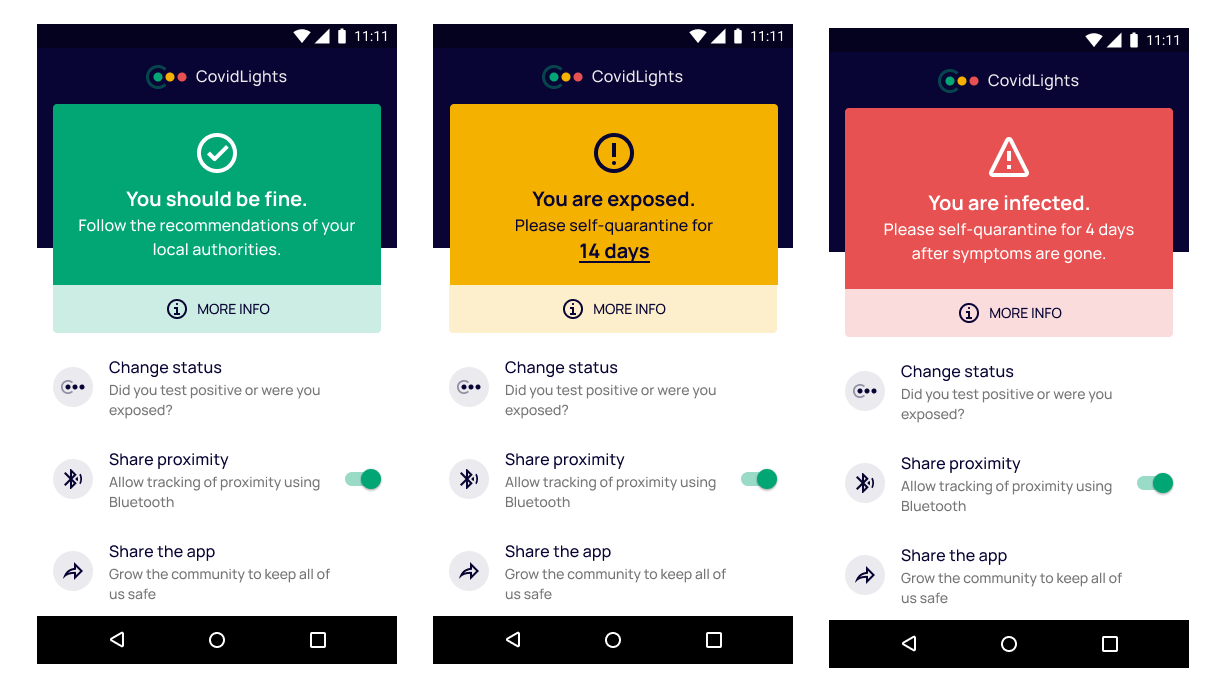 11:11
CovidLights
You should be fine.
Follow the recommendations of your
local authorities.
MORE INFO
Change status
Did you test positive or were you
exposed?
Share proximity
Allow tracking of proximity using
Bluetooth
Share the app
Grow the community to keep all of
us safe
11:11
CovidLights
You are exposed.
Please self-quarantine for
14 days
MORE INFO
Change status
Did you test positive or were you
exposed?
Share proximity
Allow tracking of proximity using
Bluetooth
Share the app
Grow the community to keep all of
us safe
11:11
CovidLights
You are infected.
Please self-quarantine for 4 days
after symptoms are gone.
MORE INFO
Change status
Did you test positive or were you
exposed?
Share proximity
Allow tracking of proximity using
Bluetooth
Share the app
Grow the community to keep all of
us safe